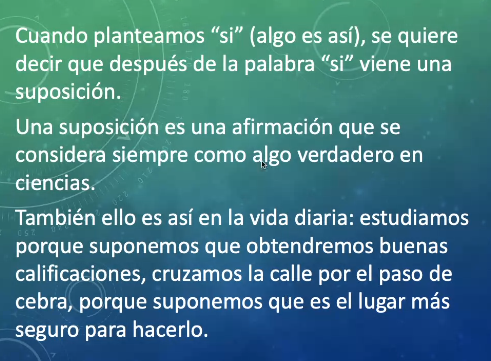 Cuando planteamos “si” (algo es así), se quiere
decir que después de la palabra “si” viene una
suposición.
Una suposición es una afirmación que se
considera siempre como algo verdadero en
ciencias.
También ello es así en la vida diaria: estudiamos
porque suponemos que obtendremos buenas
calificaciones, cruzamos la calle por el paso de
cebra, porque suponemos que es el lugar más
seguro para hacerlo.